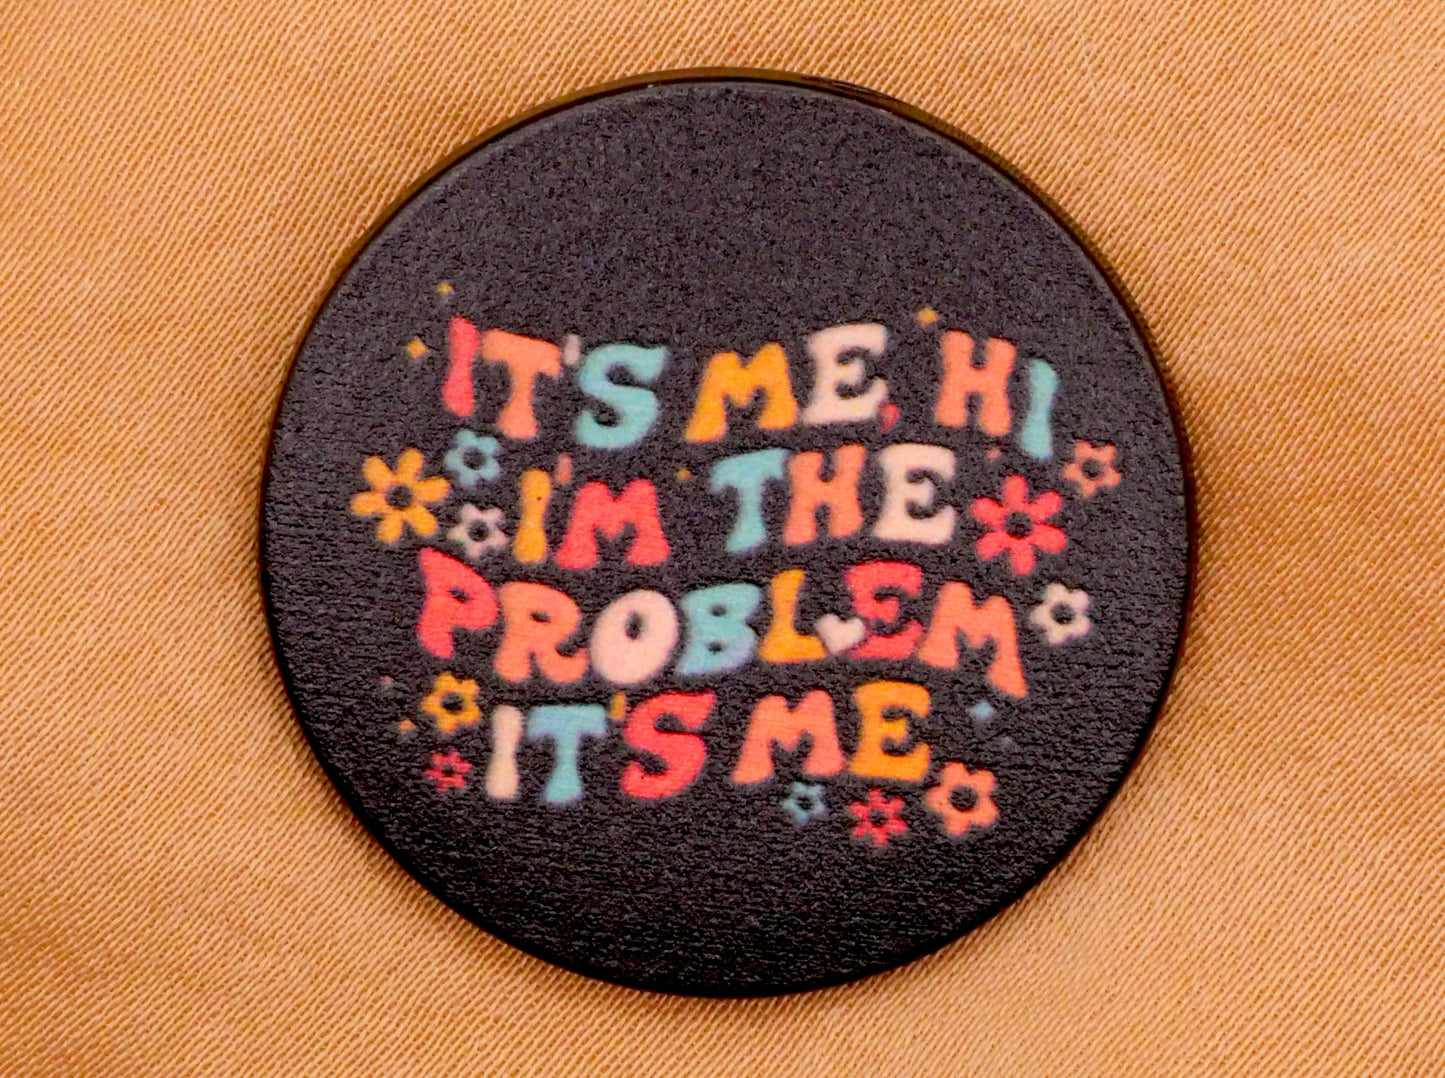 IT'S ME, HI
I'M THE
PROBLEM
IT'S ME